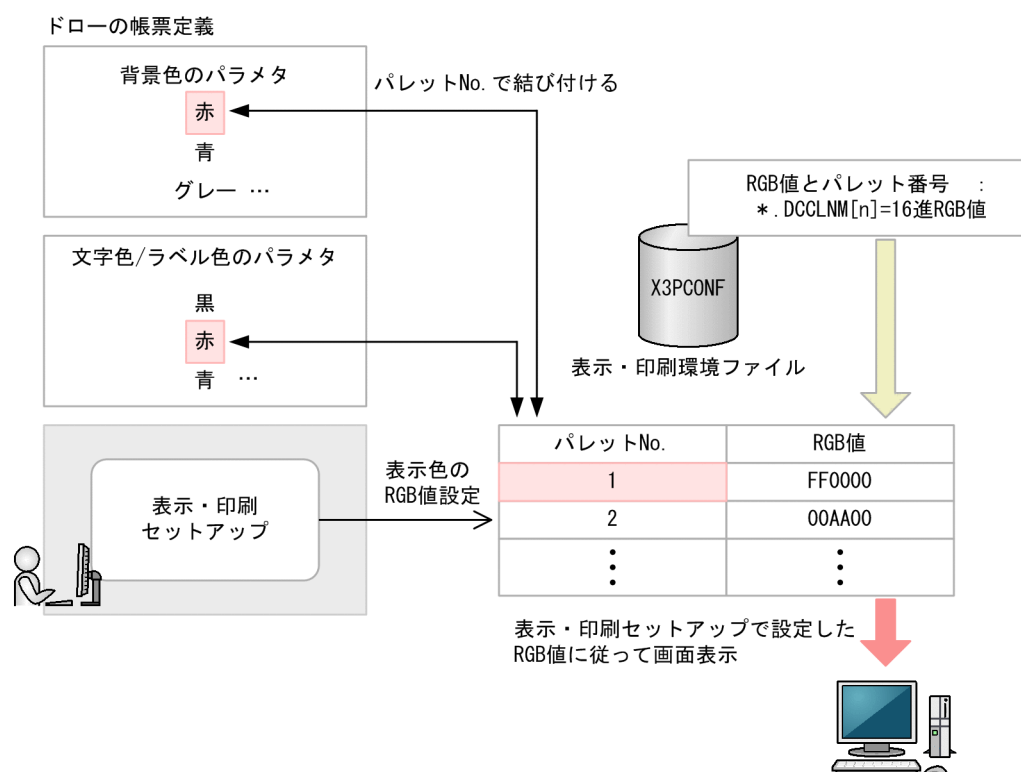 ドローの帳票定義
背景色のパラメタ
赤
青
グレー …
パレットNo.で結び付ける
RGB値とパレット番号 :
*.DCCLNM[n]=16進RGB値
X3PCONF
表示・印刷環境ファイル
文字色/ラベル色のパラメタ
黒
赤
青 …
表示・印刷
セットアップ
表示色の
RGB値設定
パレットNo. RGB値
1 FF0000
2 00AA00
⋮ ⋮
表示・印刷セットアップで設定した
RGB値に従って画面表示